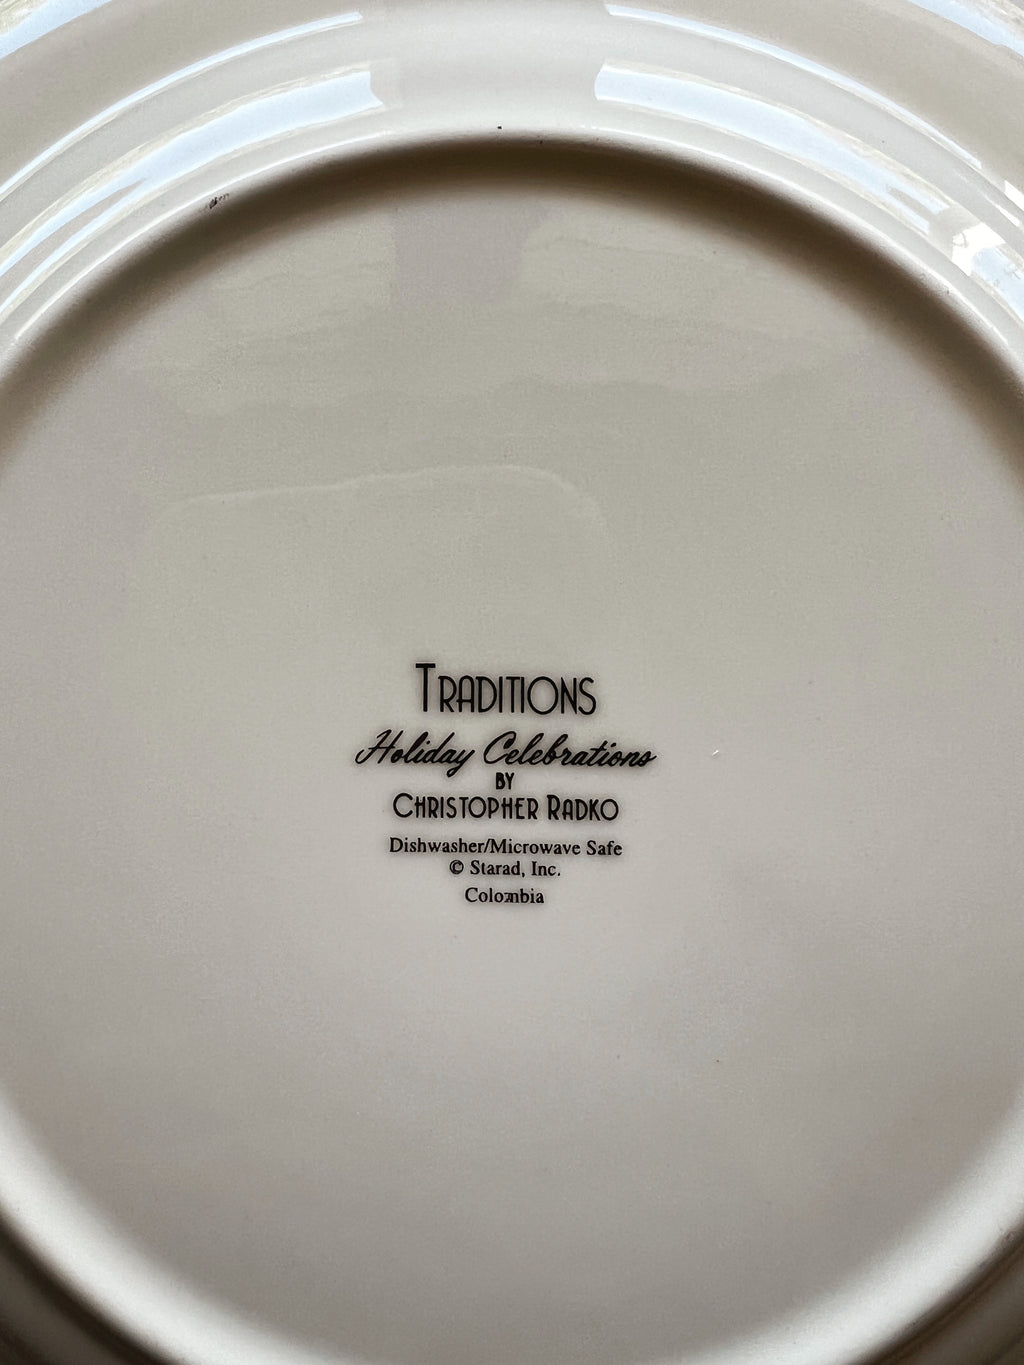 TRADITIONS
Holiday Celebrations
BY
CHRISTOPHER RADKO
Dishwasher/Microwave Safe
© Starad, Inc.
Colombia